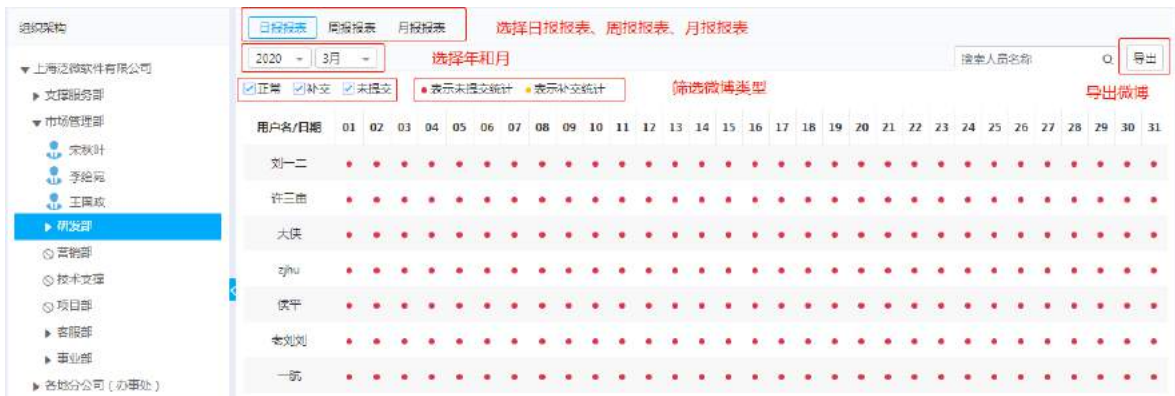 组织架构
上海泛微软件有限公司
支撑服务部
市场管理部
宋秋叶
李绘宛
王国政
研发部
营销部
技术支撑
项目部
客服部
事业部
各地分公司（办事处）
日报报表 周报报表 月报报表 选择日报报表、周报报表、月报报表
2020 3月 选择年和月 搜索人员名称 导出
正常 补交 未提交 表示未提交统计 表示补交统计 筛选微博类型 导出微博
用户名/日期 01 02 03 04 05 06 07 08 09 10 11 12 13 14 15 16 17 18 19 20 21 22 23 24 25 26 27 28 29 30 31
刘一二
许三亩
大侠
zjhu
侯平
老刘刘
一航